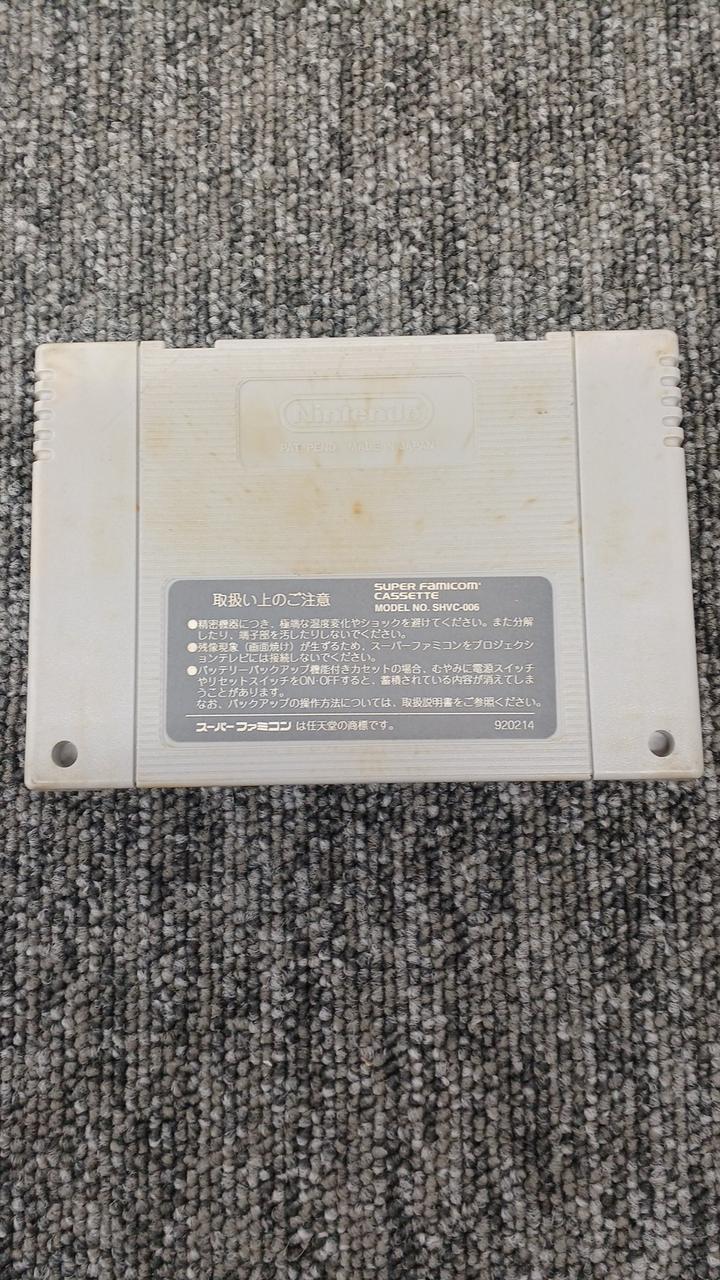 Nintendo
PAT. PEND. MADE IN JAPAN
取扱い上のご注意
SUPER FAMICOM
CASSETTE
MODEL NO. SHVC-006
●精密機器につき、極端な温度変化やショックを避けてください。また分解
したり、端子部を汚したりしないでください。
●残像現象（画面焼け）が生ずるため、スーパーファミコンをプロジェクシ
ョンテレビには接続しないでください。
●バッテリーバックアップ機能付きカセットの場合、むやみに電源スイッチ
やリセットスイッチをON・OFFすると、蓄積されている内容が消えてしま
うことがあります。
なお、バックアップの操作方法については、取扱説明書をご参照ください。
スーパーファミコン は任天堂の商標です。
920214